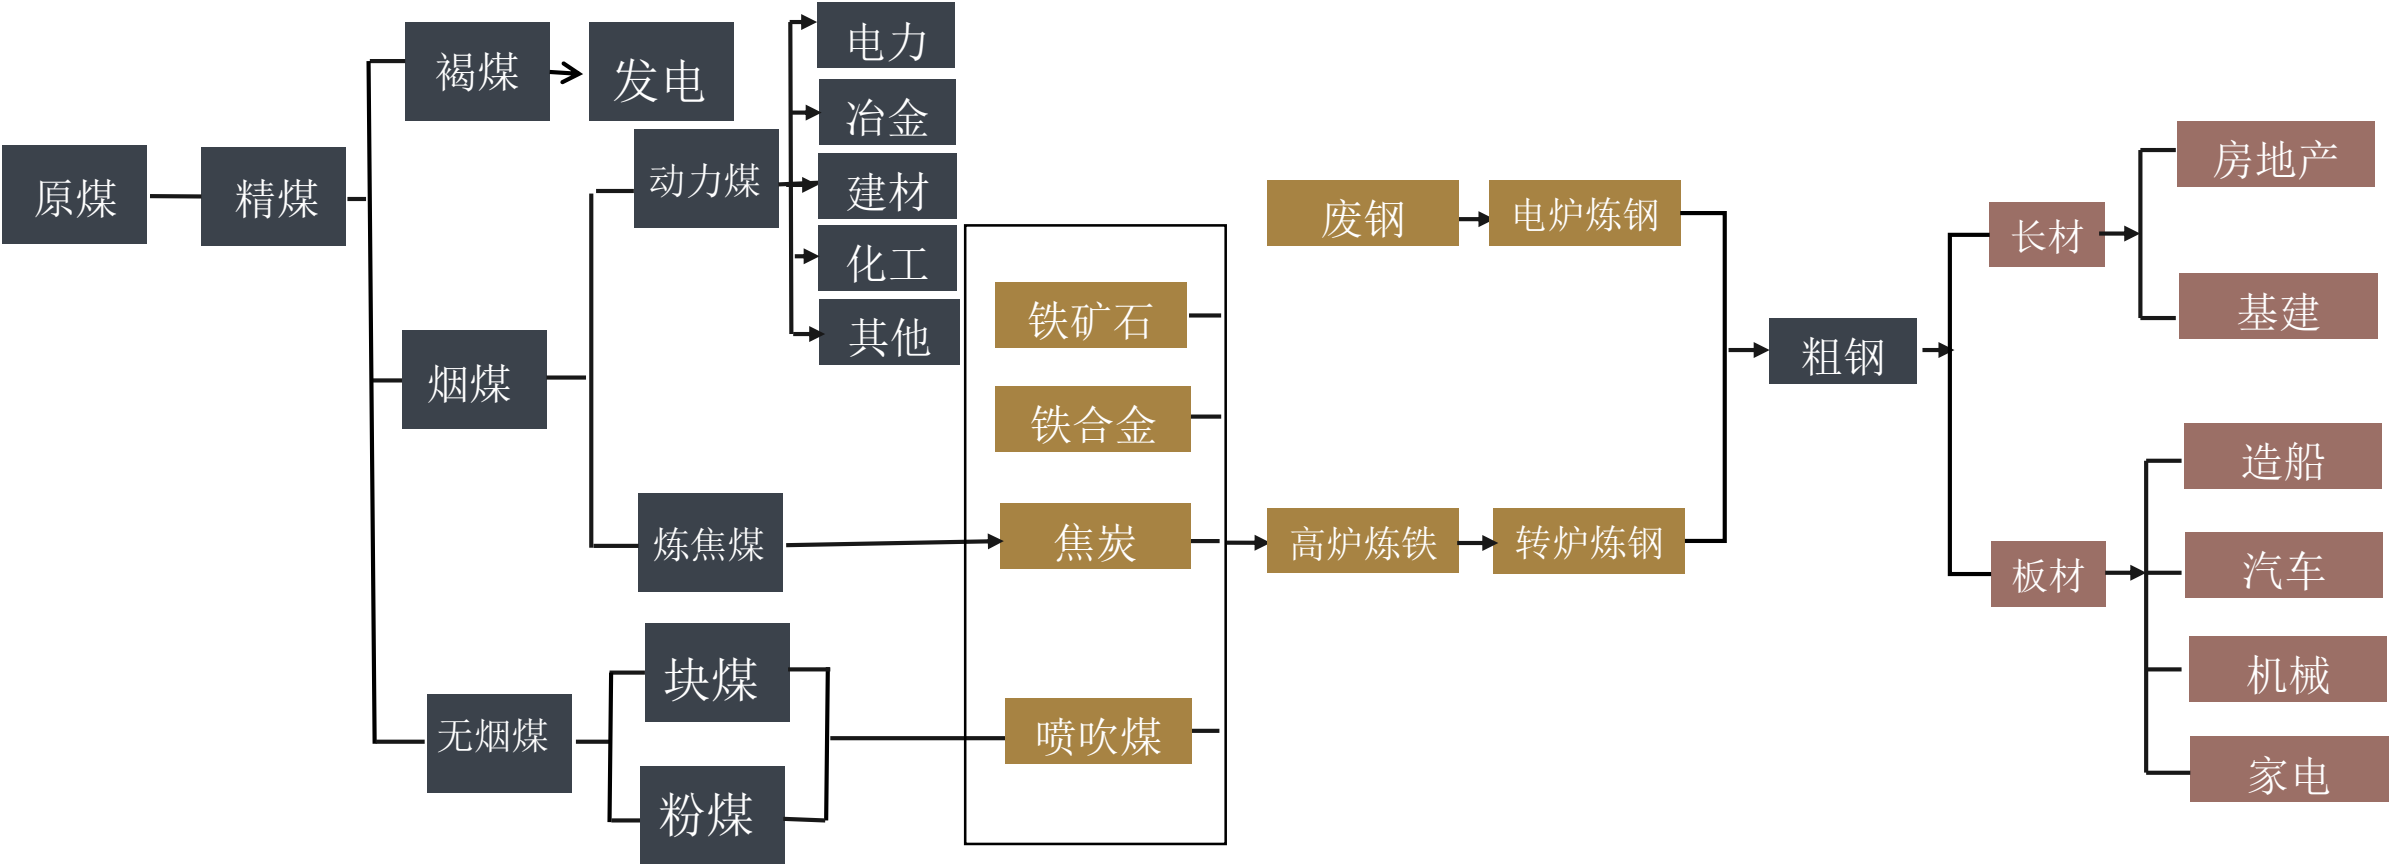 原煤
精煤
褐煤
发电
烟煤
无烟煤
动力煤
炼焦煤
块煤
粉煤
电力
冶金
建材
化工
其他
铁矿石
铁合金
焦炭
喷吹煤
废钢
电炉炼钢
高炉炼铁
转炉炼钢
粗钢
长材
板材
房地产
基建
造船
汽车
机械
家电